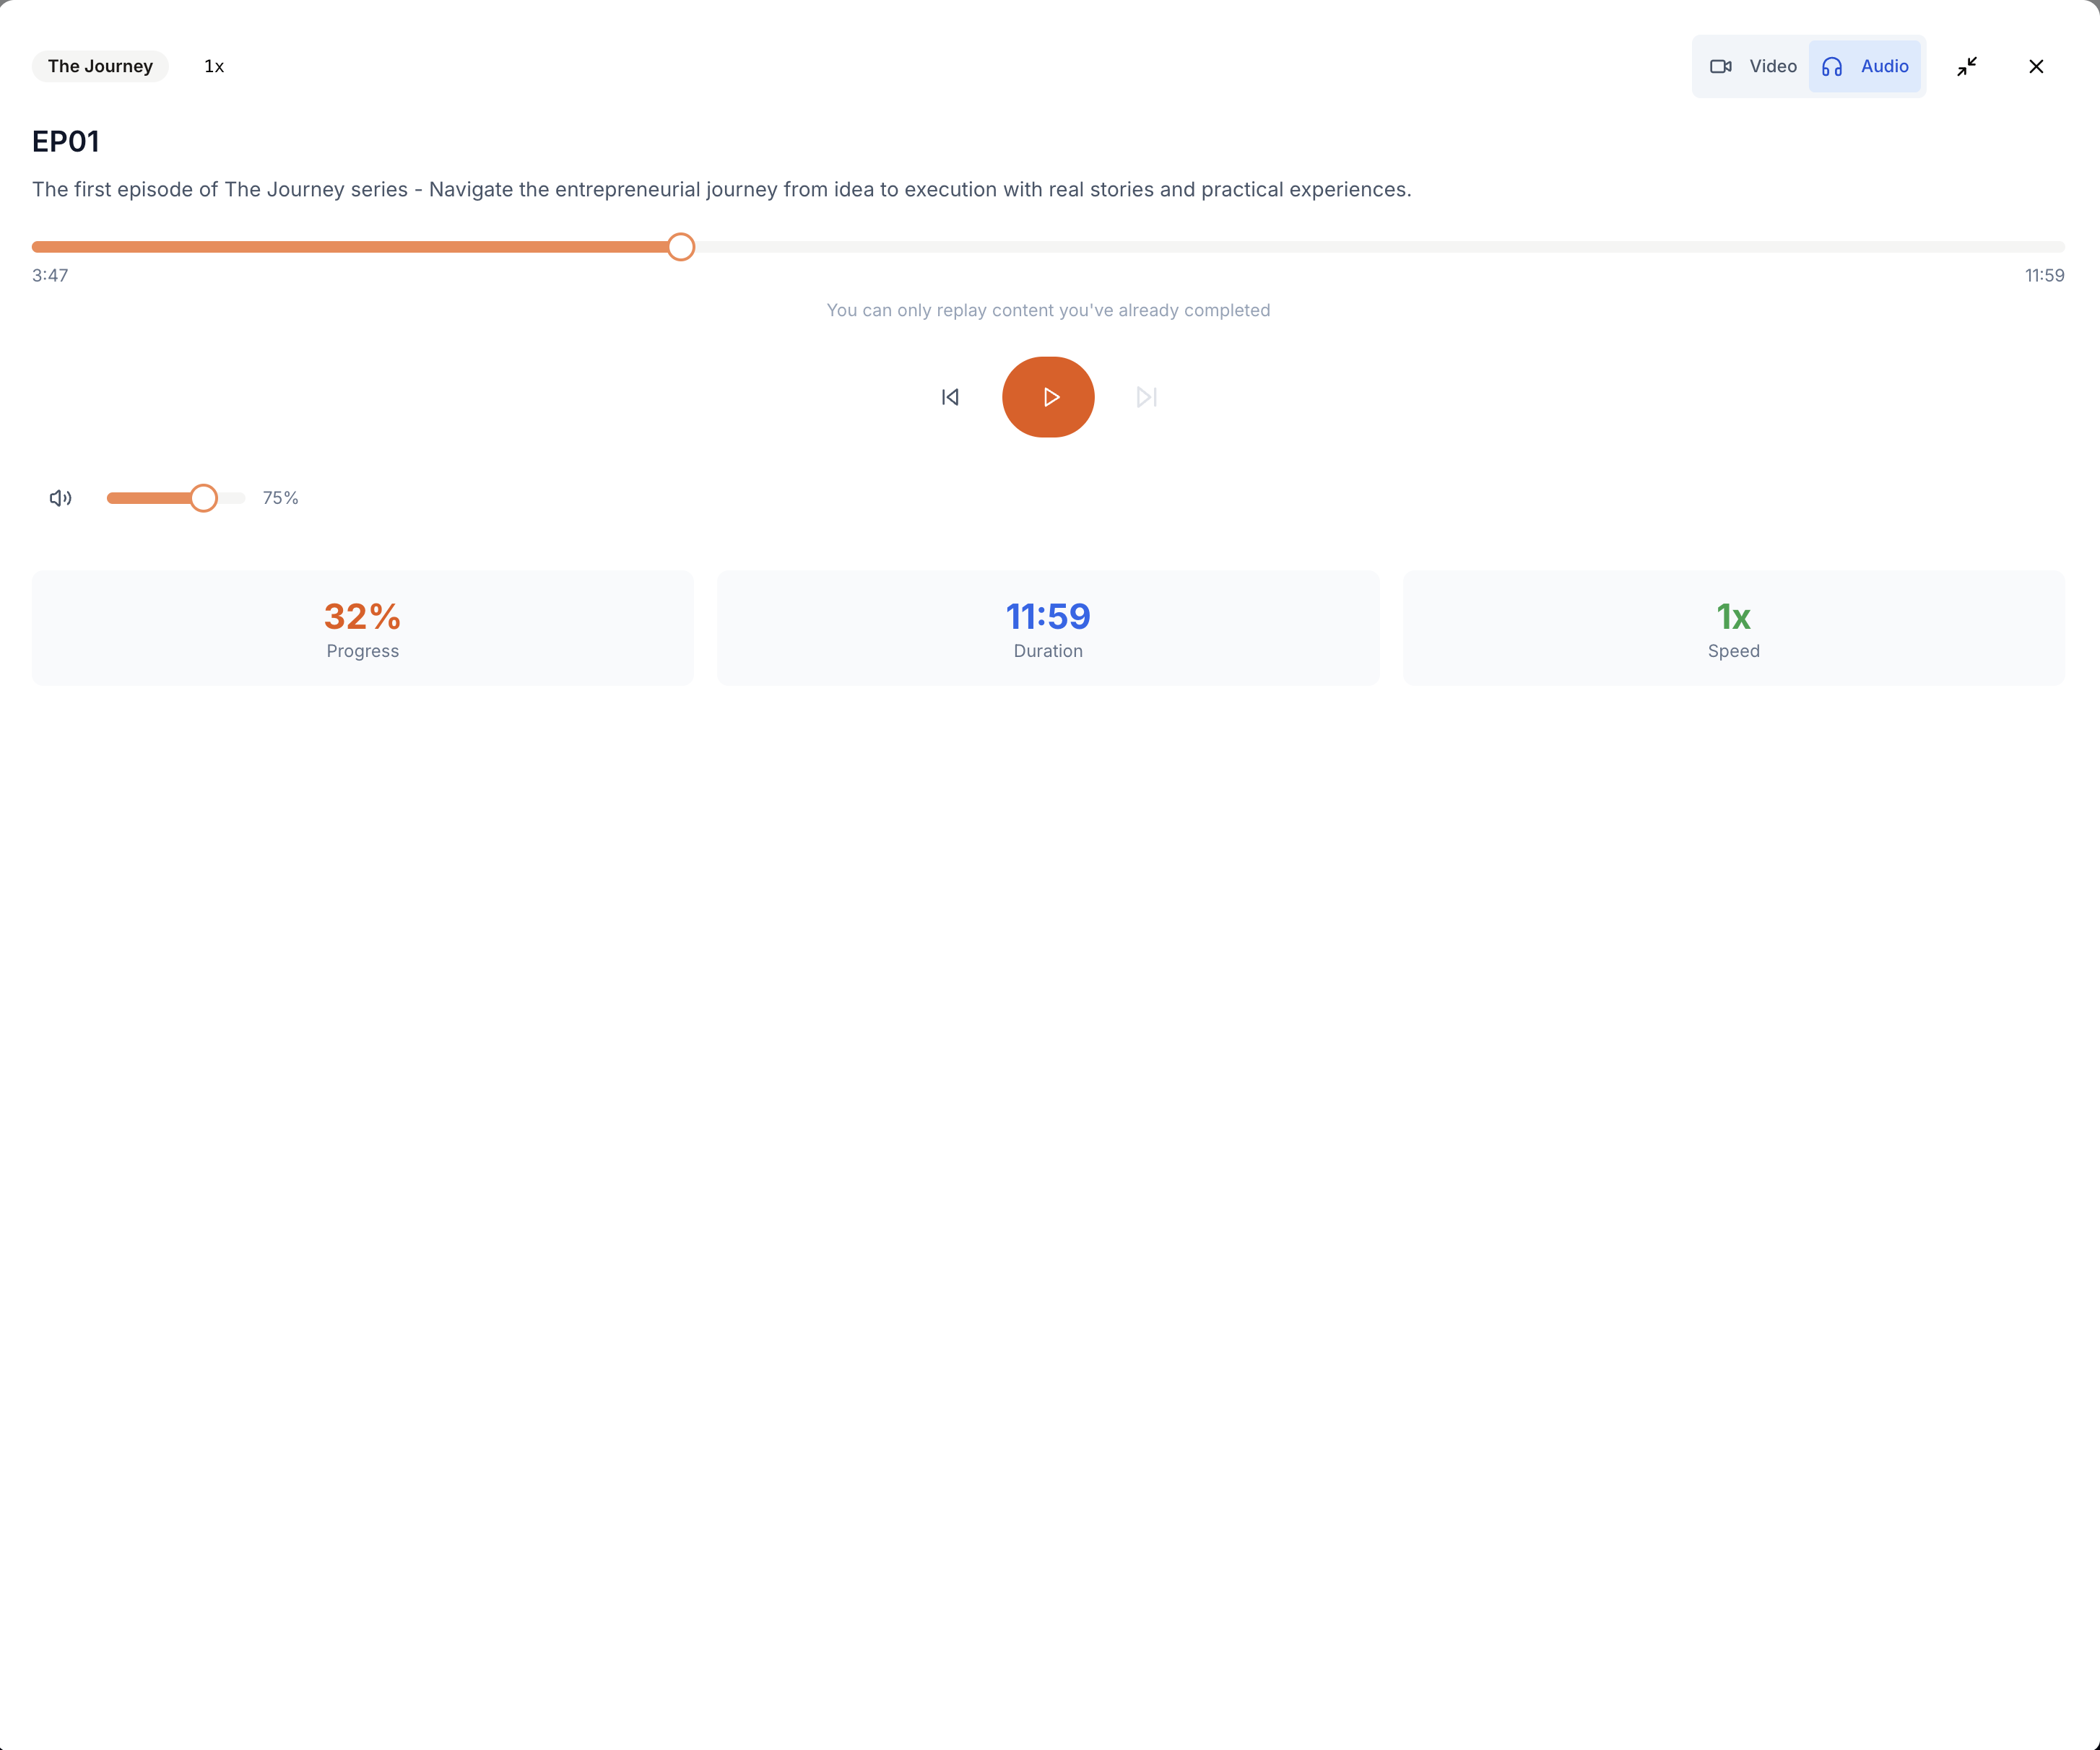 The Journey
1x
Video
Audio
EP01
The first episode of The Journey series - Navigate the entrepreneurial journey from idea to execution with real stories and practical experiences.
3:47
11:59
You can only replay content you've already completed
75%
32%
Progress
11:59
Duration
1x
Speed